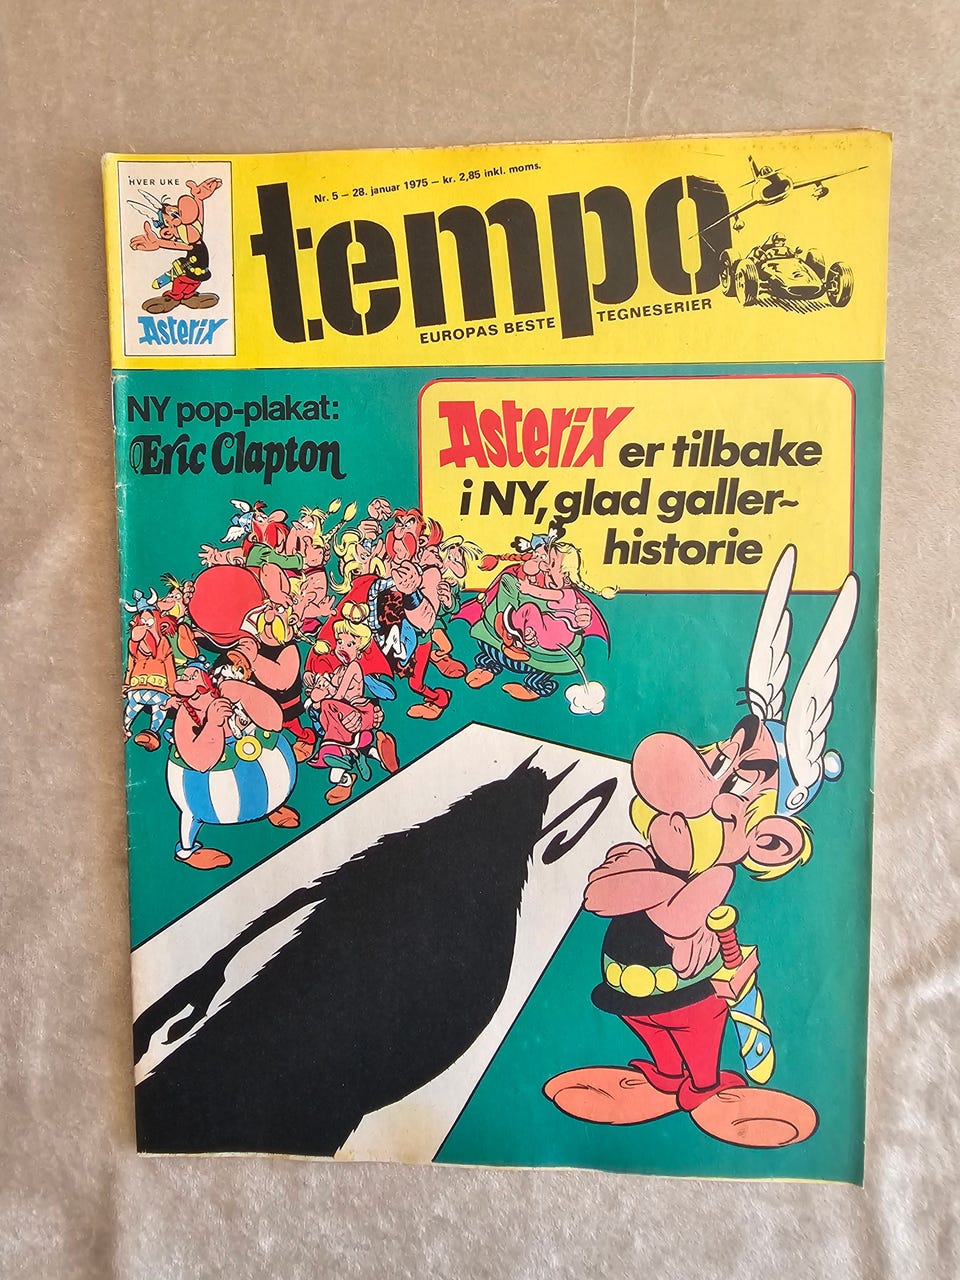 HVER UKE
Asterix
Nr. 5 – 28. januar 1975 – kr. 2,85 inkl. moms.
tempo
EUROPAS BESTE TEGNESERIER
NY pop-plakat:
Eric Clapton
Asterix er tilbake
i NY, glad galler-
historie